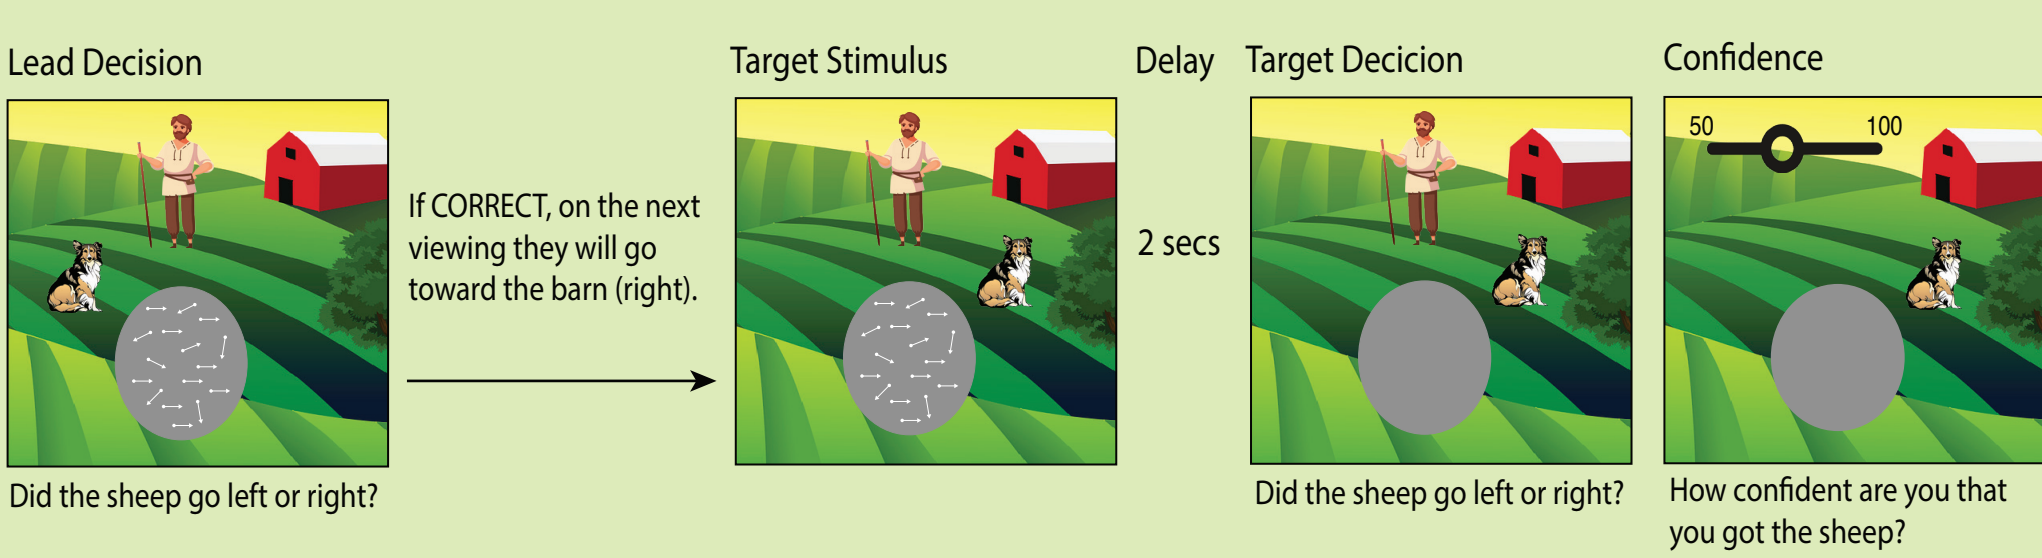 Lead Decision
Did the sheep go left or right?
If CORRECT, on the next
viewing they will go
toward the barn (right).
Target Stimulus
Delay
2 secs
Target Decicion
Did the sheep go left or right?
Confidence
50 100
How confident are you that
you got the sheep?